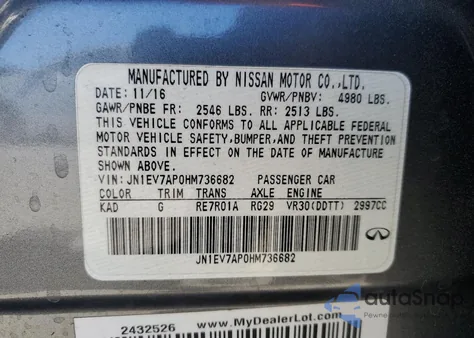 MANUFACTURED BY NISSAN MOTOR CO.,LTD.
DATE: 11/16 GVWR/PNBV: 4980 LBS.
GAWR/PNBE FR: 2546 LBS. RR: 2513 LBS.
THIS VEHICLE CONFORMS TO ALL APPLICABLE FEDERAL
MOTOR VEHICLE SAFETY,BUMPER,AND THEFT PREVENTION
STANDARDS IN EFFECT ON THE DATE OF MANUFACTURE
SHOWN ABOVE.
VIN: JN1EV7AP0HM736682 PASSENGER CAR
COLOR TRIM TRANS AXLE ENGINE
KAD G RE7R01A RG29 VR30(DDTT) 2997CC
JN1EV7AP0HM736682
autoSnap
2432526 www.MyDealerLot.com